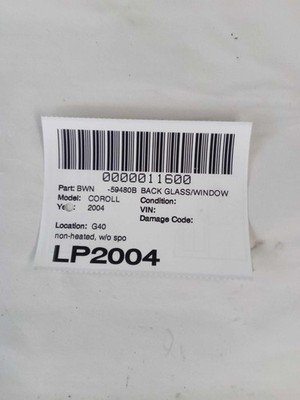 0000011600
Part: BWN -59480B BACK GLASS/WINDOW
Model: COROLL Condition:
2004 VIN:
Damage Code:
Location: G40
non-heated, w/o spo
LP2004